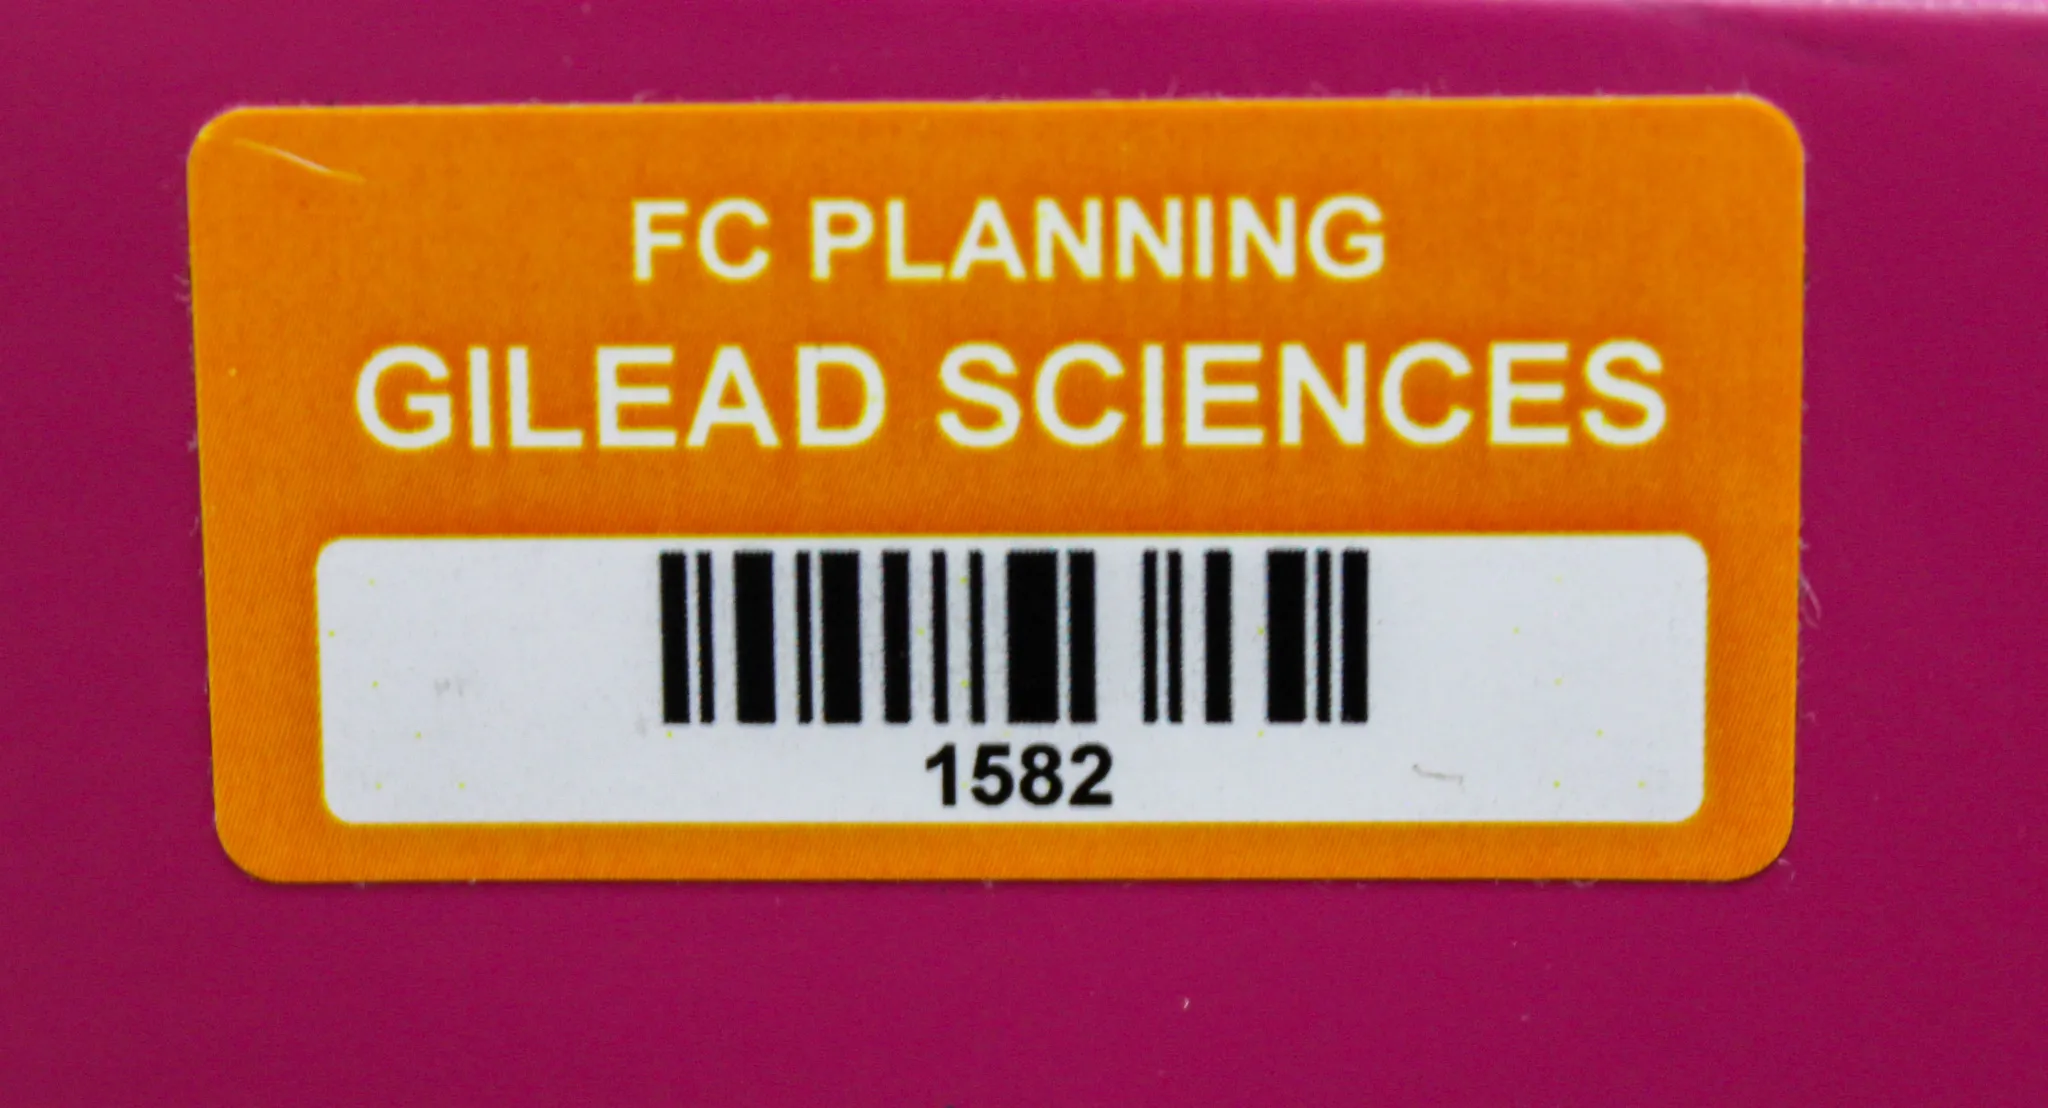 FC PLANNING
GILEAD SCIENCES
1582